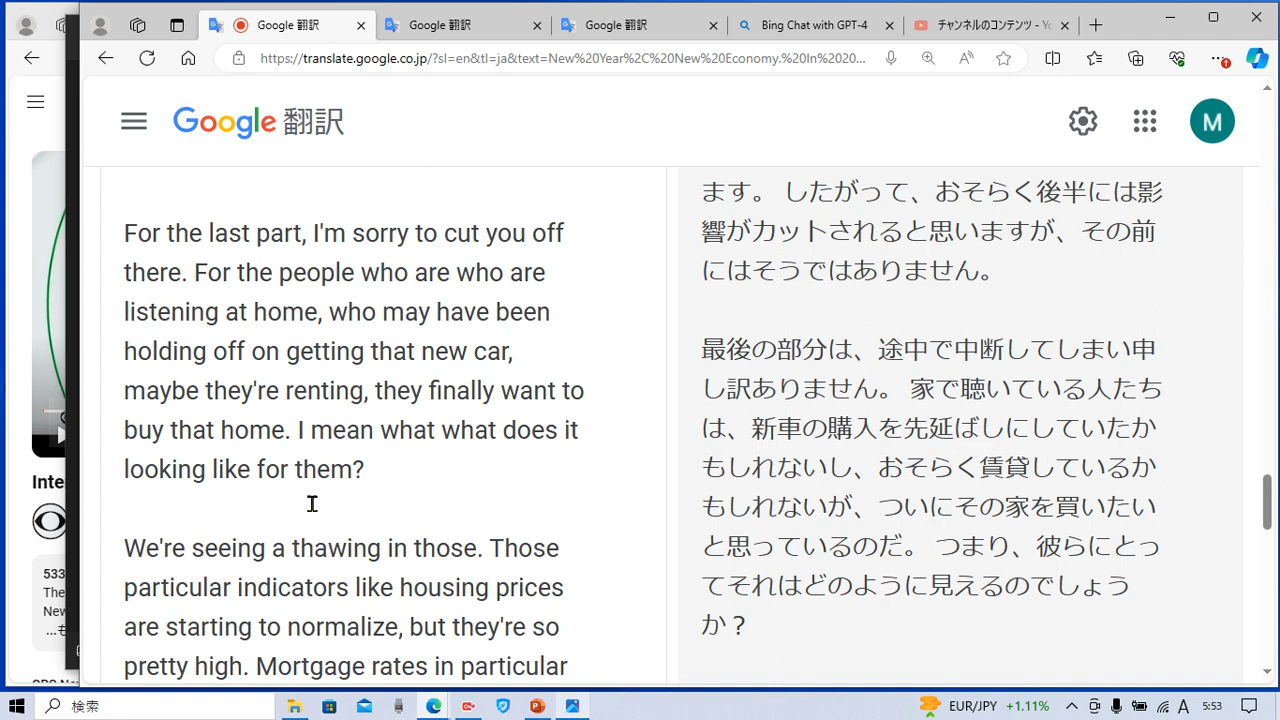 Google 翻訳
Google 翻訳
Google 翻訳
Bing Chat with GPT-4
チャンネルのコンテンツ - Yo
https://translate.google.co.jp/?sl=en&tl=ja&text=New%20Year%2C%20New%20Economy.%20In%2020...
Google 翻訳
M
For the last part, I'm sorry to cut you off
there. For the people who are who are
listening at home, who may have been
holding off on getting that new car,
maybe they're renting, they finally want to
buy that home. I mean what what does it
looking like for them?
We're seeing a thawing in those. Those
particular indicators like housing prices
are starting to normalize, but they're so
pretty high. Mortgage rates in particular
ます。 したがって、おそらく後半には影
響がカットされると思いますが、その前
にはそうではありません。
最後の部分は、途中で中断してしまい申
し訳ありません。 家で聴いている人たち
は、新車の購入を先延ばしにしていたか
もしれないし、おそらく賃貸しているか
もしれないが、ついにその家を買いたい
と思っているのだ。 つまり、彼らにとっ
てそれはどのように見えるのでしょう
か？
Inte
533
The
New
...も
検索
EUR/JPY +1.11%
A
5:53